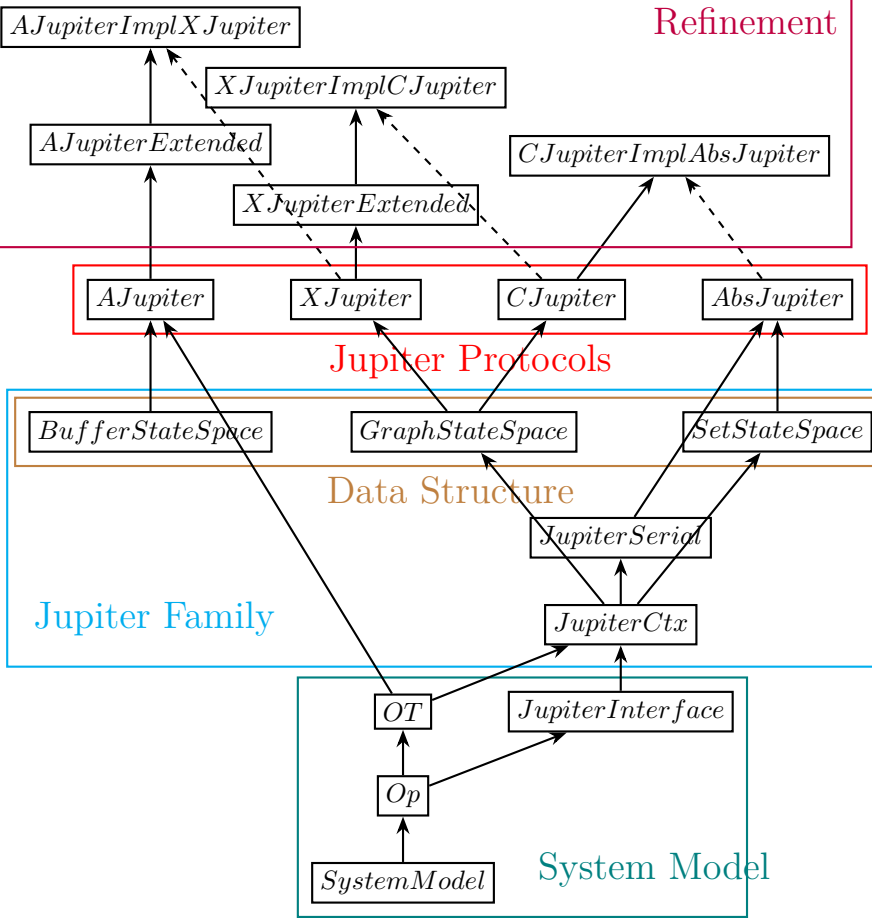 Refinement
AJupiterImplXJupiter
XJupiterImplCJupiter
AJupiterExtended
CJupiterImplAbsJupiter
XJupiterExtended
AJupiter
XJupiter
CJupiter
AbsJupiter
Jupiter Protocols
BufferStateSpace
GraphStateSpace
SetStateSpace
Data Structure
JupiterSerial
Jupiter Family
JupiterCtx
OT
JupiterInterface
Op
System Model
SystemModel